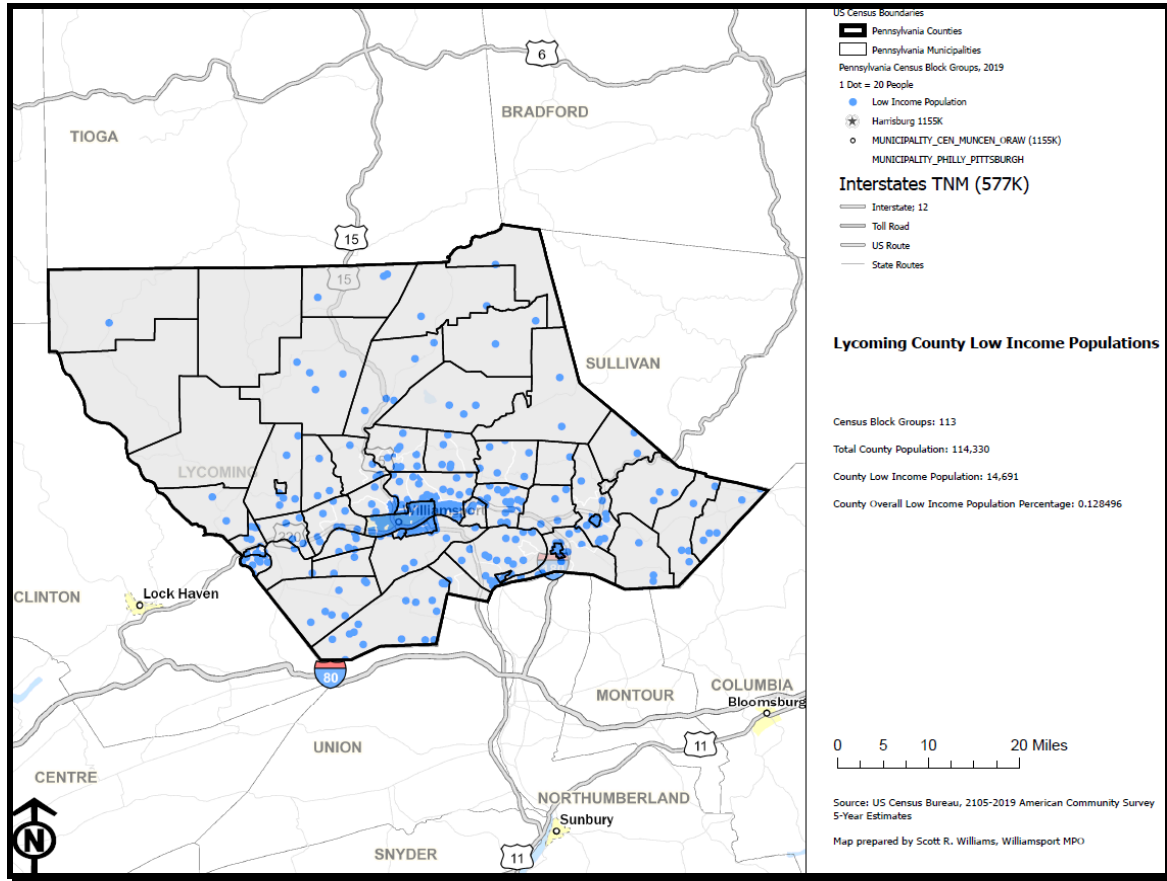 6
BRADFORD
TIOGA
15
15
SULLIVAN
LYCOMING
Williamsport
220
CLINTON
Lock Haven
80
MONTOUR
COLUMBIA
Bloomsburg
11
UNION
CENTRE
NORTHUMBERLAND
Sunbury
SNYDER
11
N
US Census Boundaries
Pennsylvania Counties
Pennsylvania Municipalities
Pennsylvania Census Block Groups, 2019
1 Dot = 20 People
Low Income Population
Harrisburg 1155K
MUNICIPALITY_CEN_MUNCEN_ORAW (1155K)
MUNICIPALITY_PHILLY_PITTSBURGH
Interstates TNM (577K)
Interstate; 12
Toll Road
US Route
State Routes
Lycoming County Low Income Populations
Census Block Groups: 113
Total County Population: 114,330
County Low Income Population: 14,691
County Overall Low Income Population Percentage: 0.128496
0 5 10 20 Miles
Source: US Census Bureau, 2105-2019 American Community Survey
5-Year Estimates
Map prepared by Scott R. Williams, Williamsport MPO